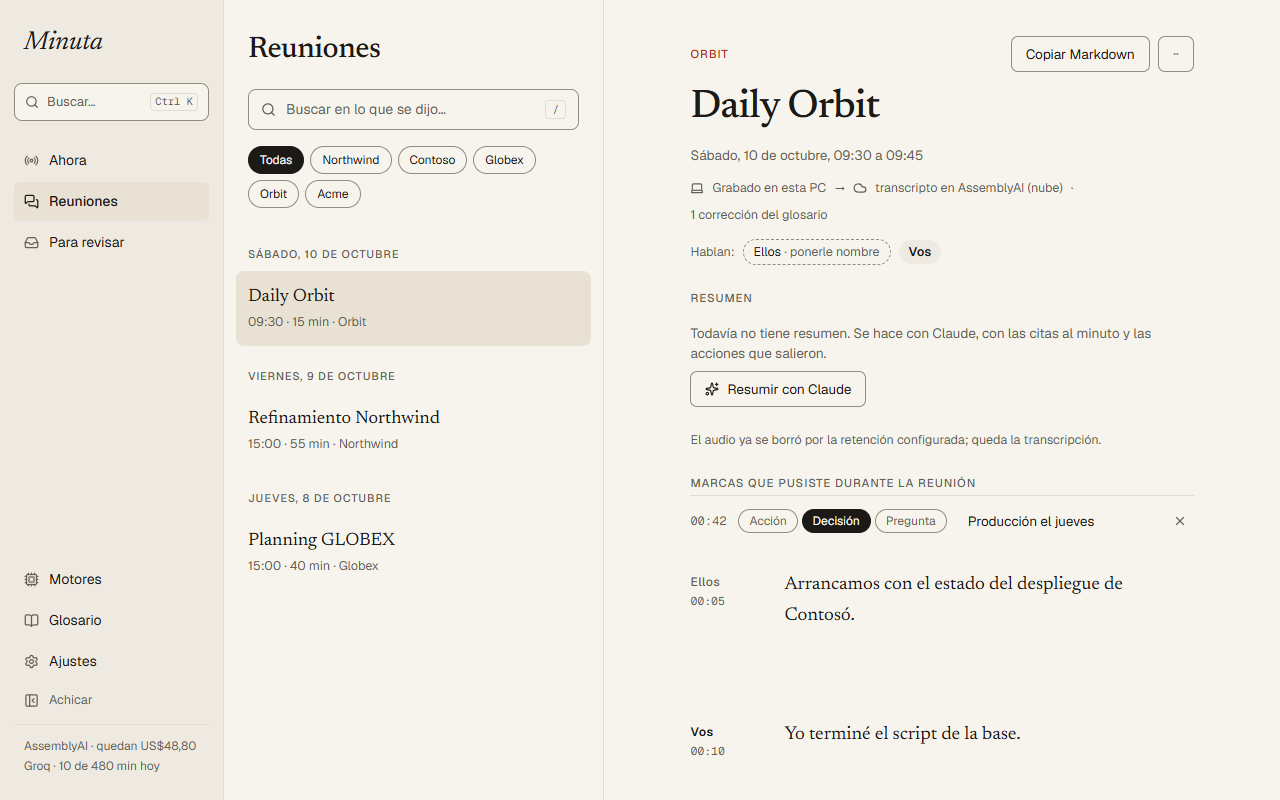 Minuta
Buscar... Ctrl K
Ahora
Reuniones
Para revisar
Motores
Glosario
Ajustes
Achicar
AssemblyAI · quedan US$48,80
Groq · 10 de 480 min hoy
Reuniones
Buscar en lo que se dijo... /
Todas Northwind Contoso Globex
Orbit Acme
SÁBADO, 10 DE OCTUBRE
Daily Orbit
09:30 · 15 min · Orbit
VIERNES, 9 DE OCTUBRE
Refinamiento Northwind
15:00 · 55 min · Northwind
JUEVES, 8 DE OCTUBRE
Planning GLOBEX
15:00 · 40 min · Globex
ORBIT
Copiar Markdown
Daily Orbit
Sábado, 10 de octubre, 09:30 a 09:45
Grabado en esta PC → transcripto en AssemblyAI (nube) ·
1 corrección del glosario
Hablan: Ellos · ponerle nombre Vos
RESUMEN
Todavía no tiene resumen. Se hace con Claude, con las citas al minuto y las
acciones que salieron.
Resumir con Claude
El audio ya se borró por la retención configurada; queda la transcripción.
MARCAS QUE PUSISTE DURANTE LA REUNIÓN
00:42 Acción Decisión Pregunta Producción el jueves
Ellos
00:05
Arrancamos con el estado del despliegue de
Contosó.
Vos
00:10
Yo terminé el script de la base.